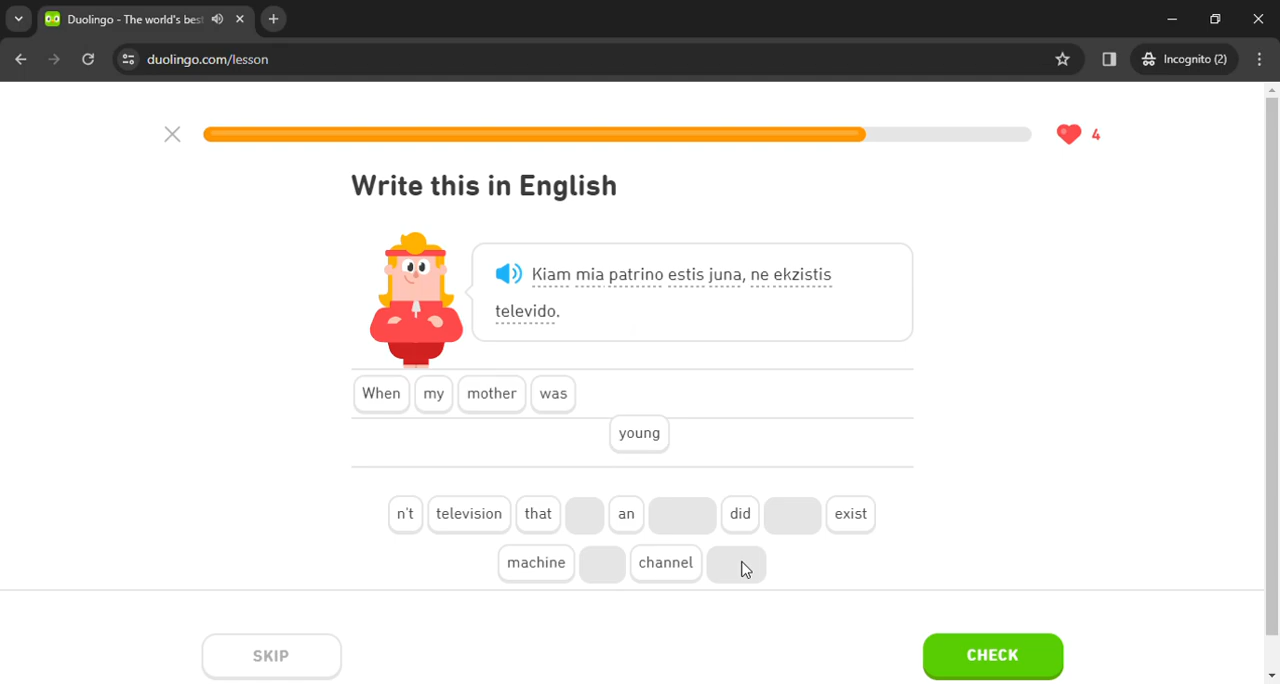 Duolingo - The world's bes
duolingo.com/lesson
Incognito (2)
4
Write this in English
Kiam mia patrino estis juna, ne ekzistis
televido.
When my mother was
young
n't television that an did exist
machine channel
SKIP
CHECK